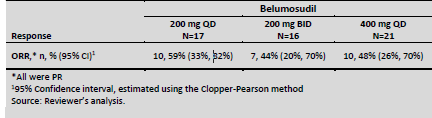 Belumosudil
200 mg QD 200 mg BID 400 mg QD
Response N=17 N=16 N=21
ORR,* n, % (95% CI)¹ 10, 59% (33%, 82%) 7, 44% (20%, 70%) 10, 48% (26%, 70%)
*All were PR
¹95% Confidence interval, estimated using the Clopper-Pearson method
Source: Reviewer's analysis.